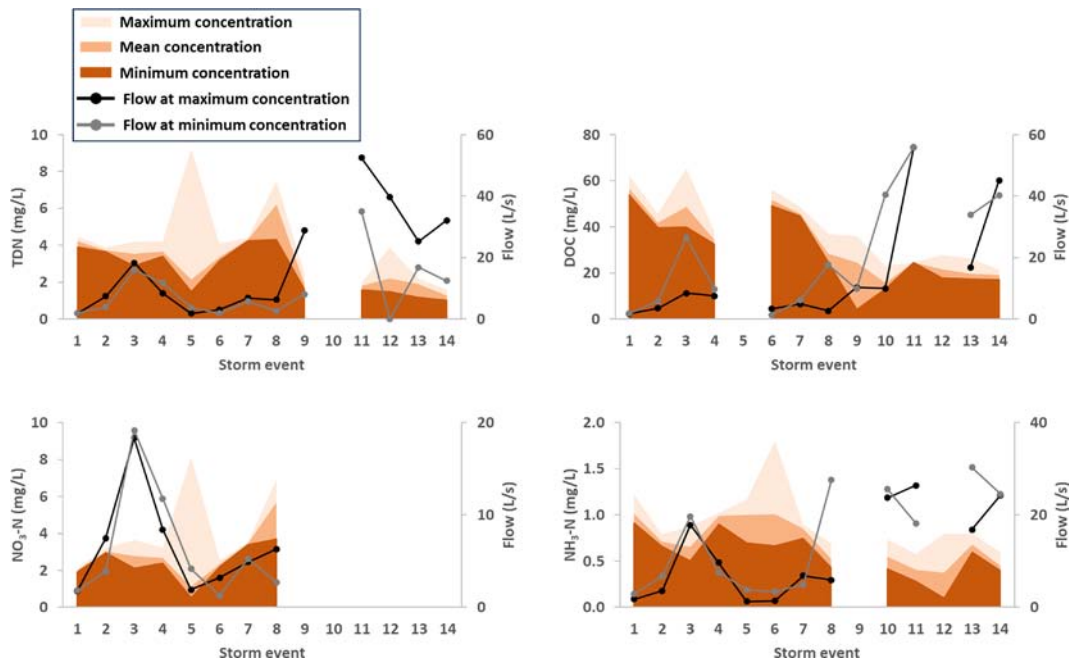 Maximum concentration
Mean concentration
Minimum concentration
Flow at maximum concentration
Flow at minimum concentration
10
8
6
4
2
0
TDN (mg/L)
60
40
20
0
Flow (L/s)
1 2 3 4 5 6 7 8 9 10 11 12 13 14
Storm event
80
60
40
20
0
DOC (mg/L)
60
40
20
0
Flow (L/s)
1 2 3 4 5 6 7 8 9 10 11 12 13 14
Storm event
10
8
6
4
2
0
NO₃-N (mg/L)
20
10
0
Flow (L/s)
1 2 3 4 5 6 7 8 9 10 11 12 13 14
Storm event
2.0
1.5
1.0
0.5
0.0
NH₃-N (mg/L)
40
20
0
Flow (L/s)
1 2 3 4 5 6 7 8 9 10 11 12 13 14
Storm event